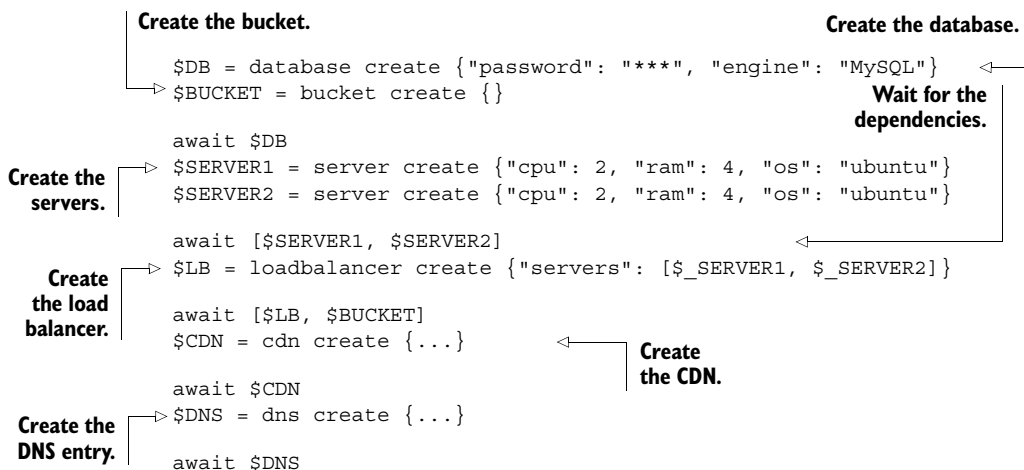 Create the bucket.
Create the database.
$DB = database create {"password": "***", "engine": "MySQL"}
$BUCKET = bucket create {}
Wait for the
dependencies.
await $DB
Create the
servers.
$SERVER1 = server create {"cpu": 2, "ram": 4, "os": "ubuntu"}
$SERVER2 = server create {"cpu": 2, "ram": 4, "os": "ubuntu"}
await [$SERVER1, $SERVER2]
Create
the load
balancer.
$LB = loadbalancer create {"servers": [$_SERVER1, $_SERVER2]}
await [$LB, $BUCKET]
$CDN = cdn create {...}
Create
the CDN.
await $CDN
Create the
DNS entry.
$DNS = dns create {...}
await $DNS